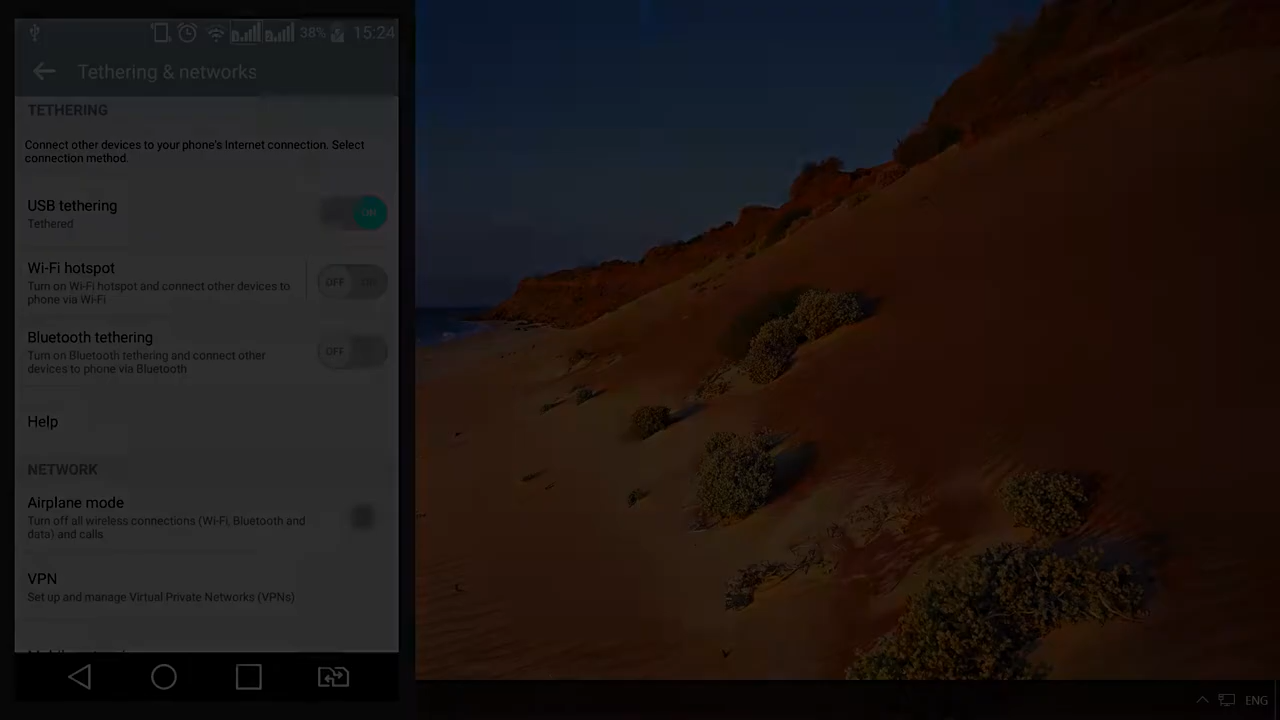 38% 15:24
Tethering & networks
TETHERING
Connect other devices to your phone's Internet connection. Select
connection method.
USB tethering
Tethered
ON
Wi-Fi hotspot
Turn on Wi-Fi hotspot and connect other devices to
phone via Wi-Fi
OFF ON
Bluetooth tethering
Turn on Bluetooth tethering and connect other
devices to phone via Bluetooth
OFF
Help
NETWORK
Airplane mode
Turn off all wireless connections (Wi-Fi, Bluetooth and
data) and calls
VPN
Set up and manage Virtual Private Networks (VPNs)
ENG